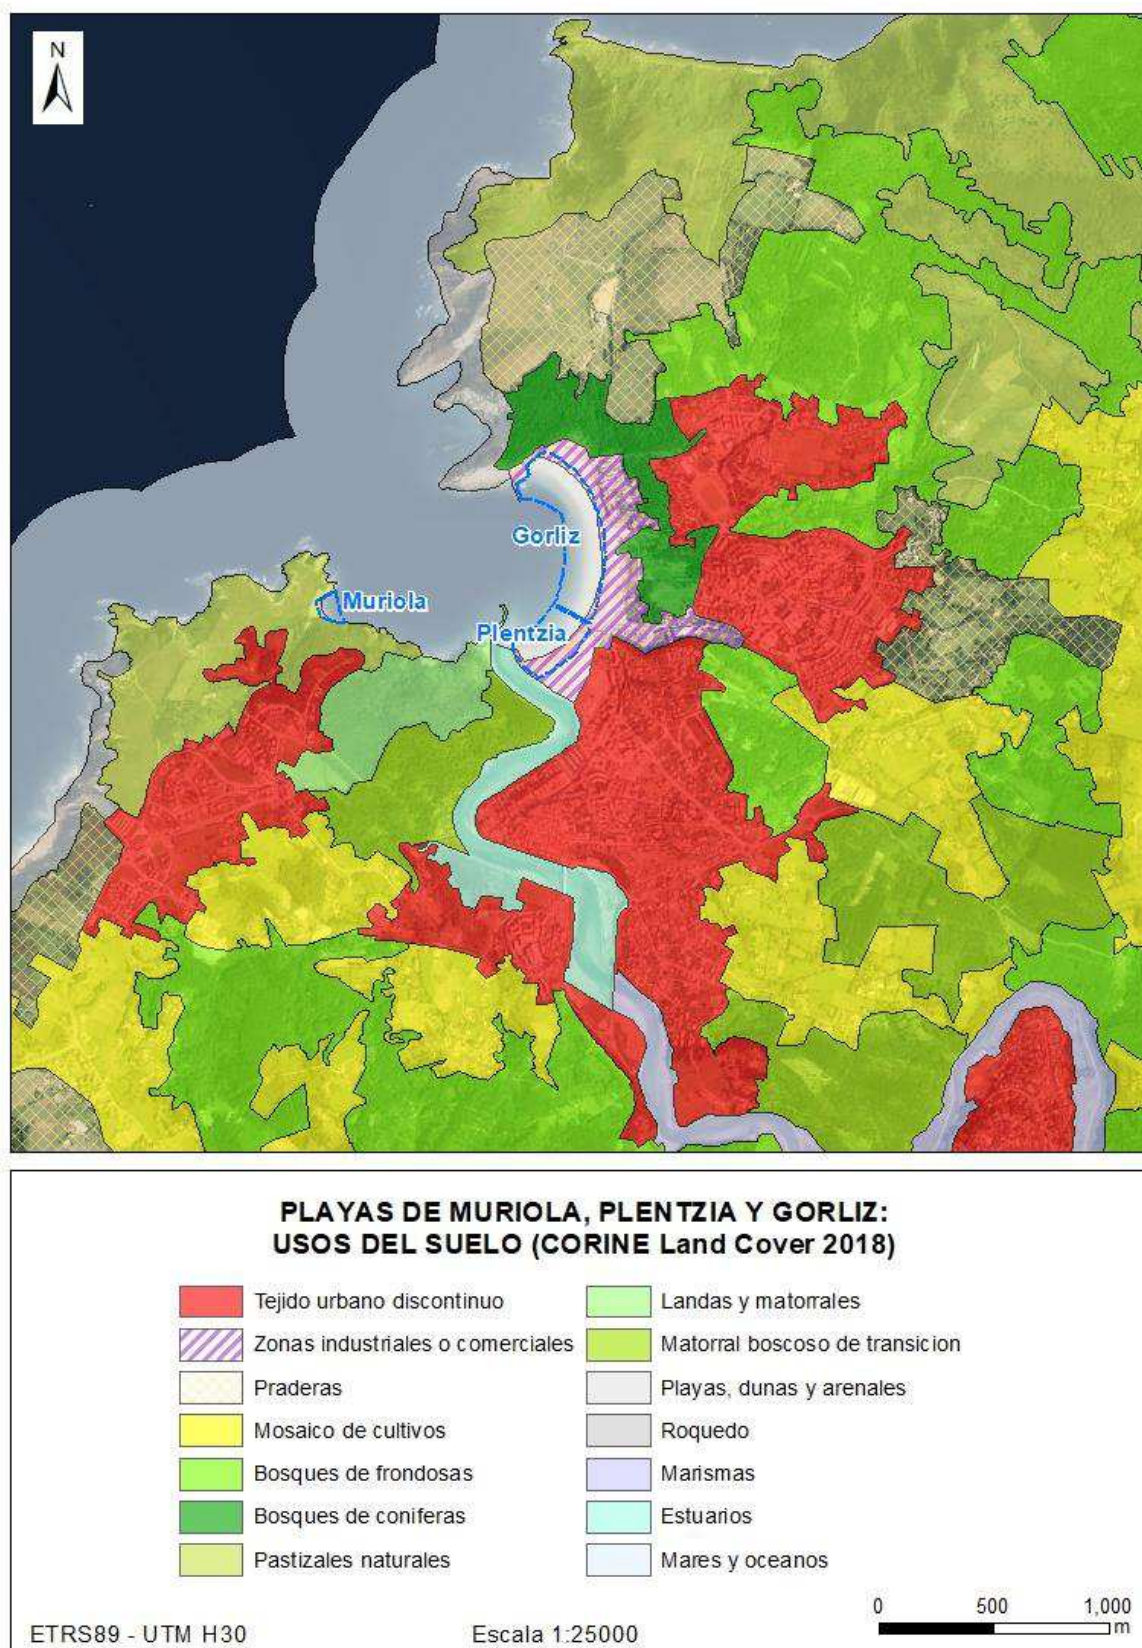 N
Gorliz
Muriola
Plentzia
PLAYAS DE MURIOLA, PLENTZIA Y GORLIZ:
USOS DEL SUELO (CORINE Land Cover 2018)
Tejido urbano discontinuo
Zonas industriales o comerciales
Praderas
Mosaico de cultivos
Bosques de frondosas
Bosques de coniferas
Pastizales naturales
Landas y matorrales
Matorral boscoso de transicion
Playas, dunas y arenales
Roquedo
Marismas
Estuarios
Mares y oceanos
0 500 1,000
m
ETRS89 - UTM H30 Escala 1:25000